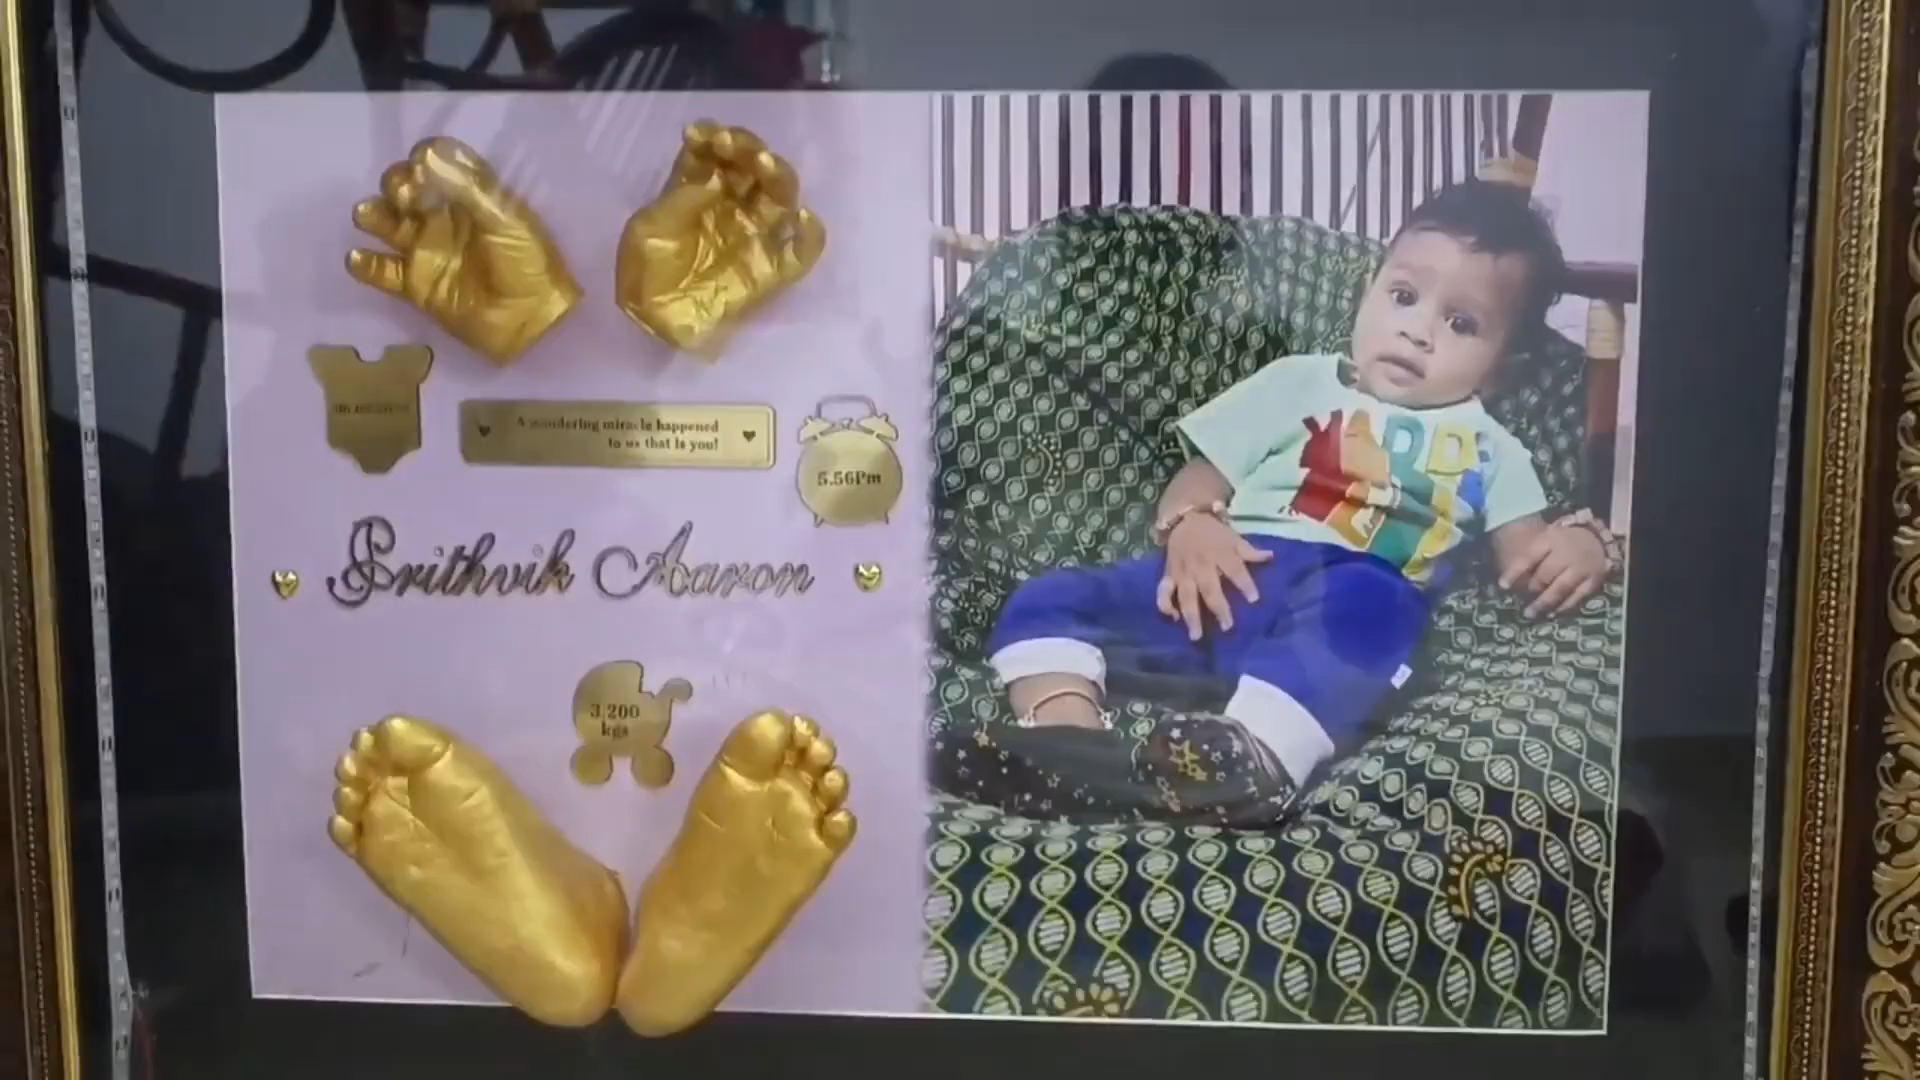 A wondering miracle happened
to us that is you!
5.56Pm
Prithvik Aaron
3.200
kgs